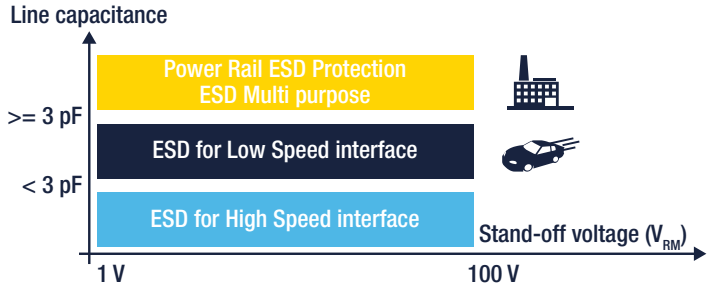 Line capacitance
Power Rail ESD Protection
ESD Multi purpose
>= 3 pF
ESD for Low Speed interface
< 3 pF
ESD for High Speed interface
Stand-off voltage (VRM)
1 V
100 V